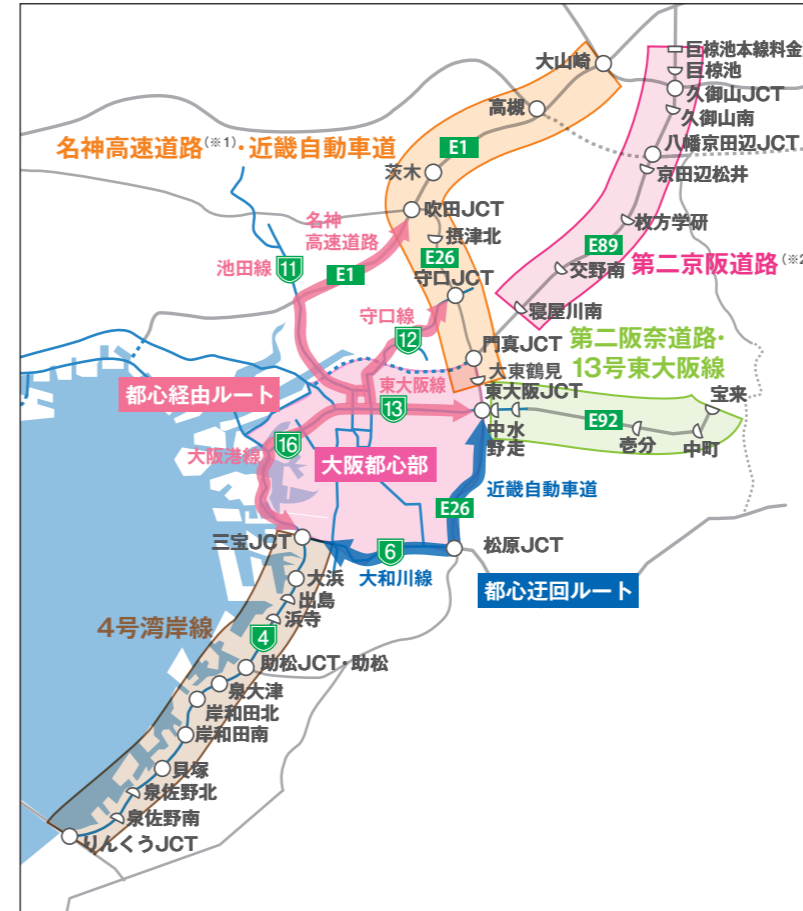 巨椋池本線料金
巨椋池
大山崎
久御山JCT
高槻
久御山南
名神高速道路(※1)・近畿自動車道
E1
八幡京田辺JCT
茨木
京田辺松井
吹田JCT
名神
高速道路
摂津北
枚方学研
池田線
11
E1
E26
E89
守口JCT
交野南
第二京阪道路(※2
守口線
寝屋川南
12
門真JCT
第二阪奈道路・
13号東大阪線
大東鶴見
都心経由ルート
東大阪線
13
東大阪JCT
宝来
E92
中野
水走
壱分
中町
16
大阪港線
大阪都心部
近畿自動車道
E26
三宝JCT
6
松原JCT
大和川線
都心迂回ルート
大浜
出島
浜寺
4号湾岸線
4
助松JCT・助松
泉大津
岸和田北
岸和田南
貝塚
泉佐野北
泉佐野南
りんくうJCT